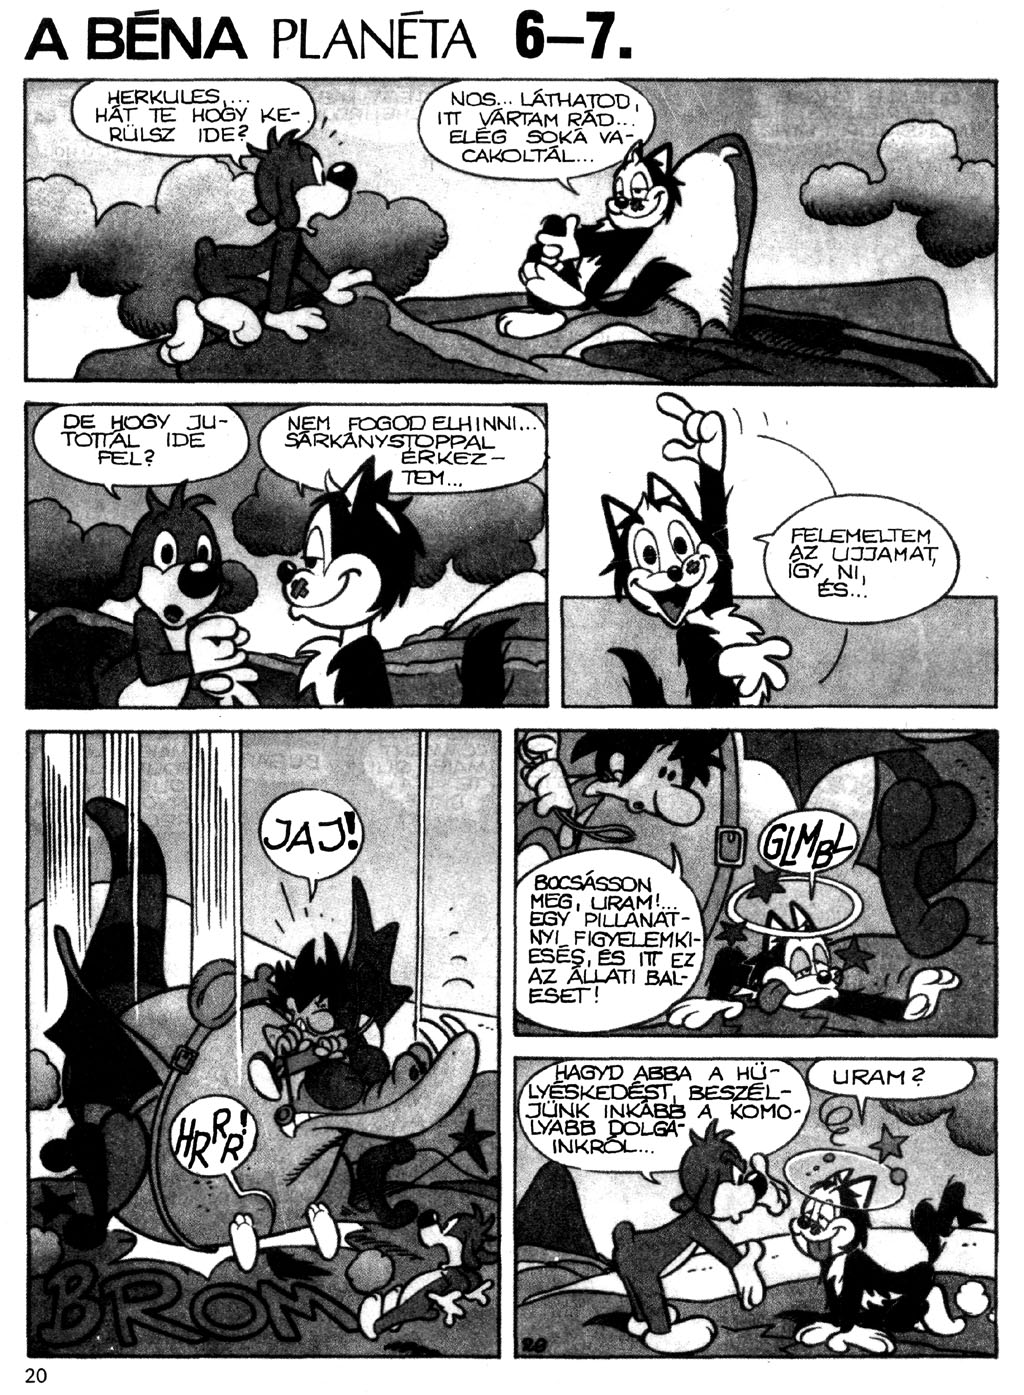 A BÉNA PLANÉTA 6–7.
HERKULES,...
HÁT TE HOGY KE-
RÜLSZ IDE?
NOS... LÁTHATOD,
ITT VÁRTAM RÁD...
ELÉG SOKÁ VA-
CAKOLTÁL...
DE HOGY JU-
TOTTÁL IDE
FEL?
NEM FOGOD ELHINNI...
SÁRKÁNYSTOPPAL
ÉRKEZ-
TEM...
FELEMELTEM
AZ UJJAMAT,
ÍGY NI,
ÉS...
JAJ!
HRRR!
BROM
GLMBL
BOCSÁSSON
MEG, URAM!...
EGY PILLANAT-
NYI FIGYELEMKI-
ESÉS, ÉS ITT EZ
AZ ÁLLATI BAL-
ESET!
HAGYD ABBA A HÜ-
LYÉSKEDÉST, BESZÉL-
JÜNK INKÁBB A KOMO-
LYABB DOLGA-
INKRÓL...
URAM?
28
20